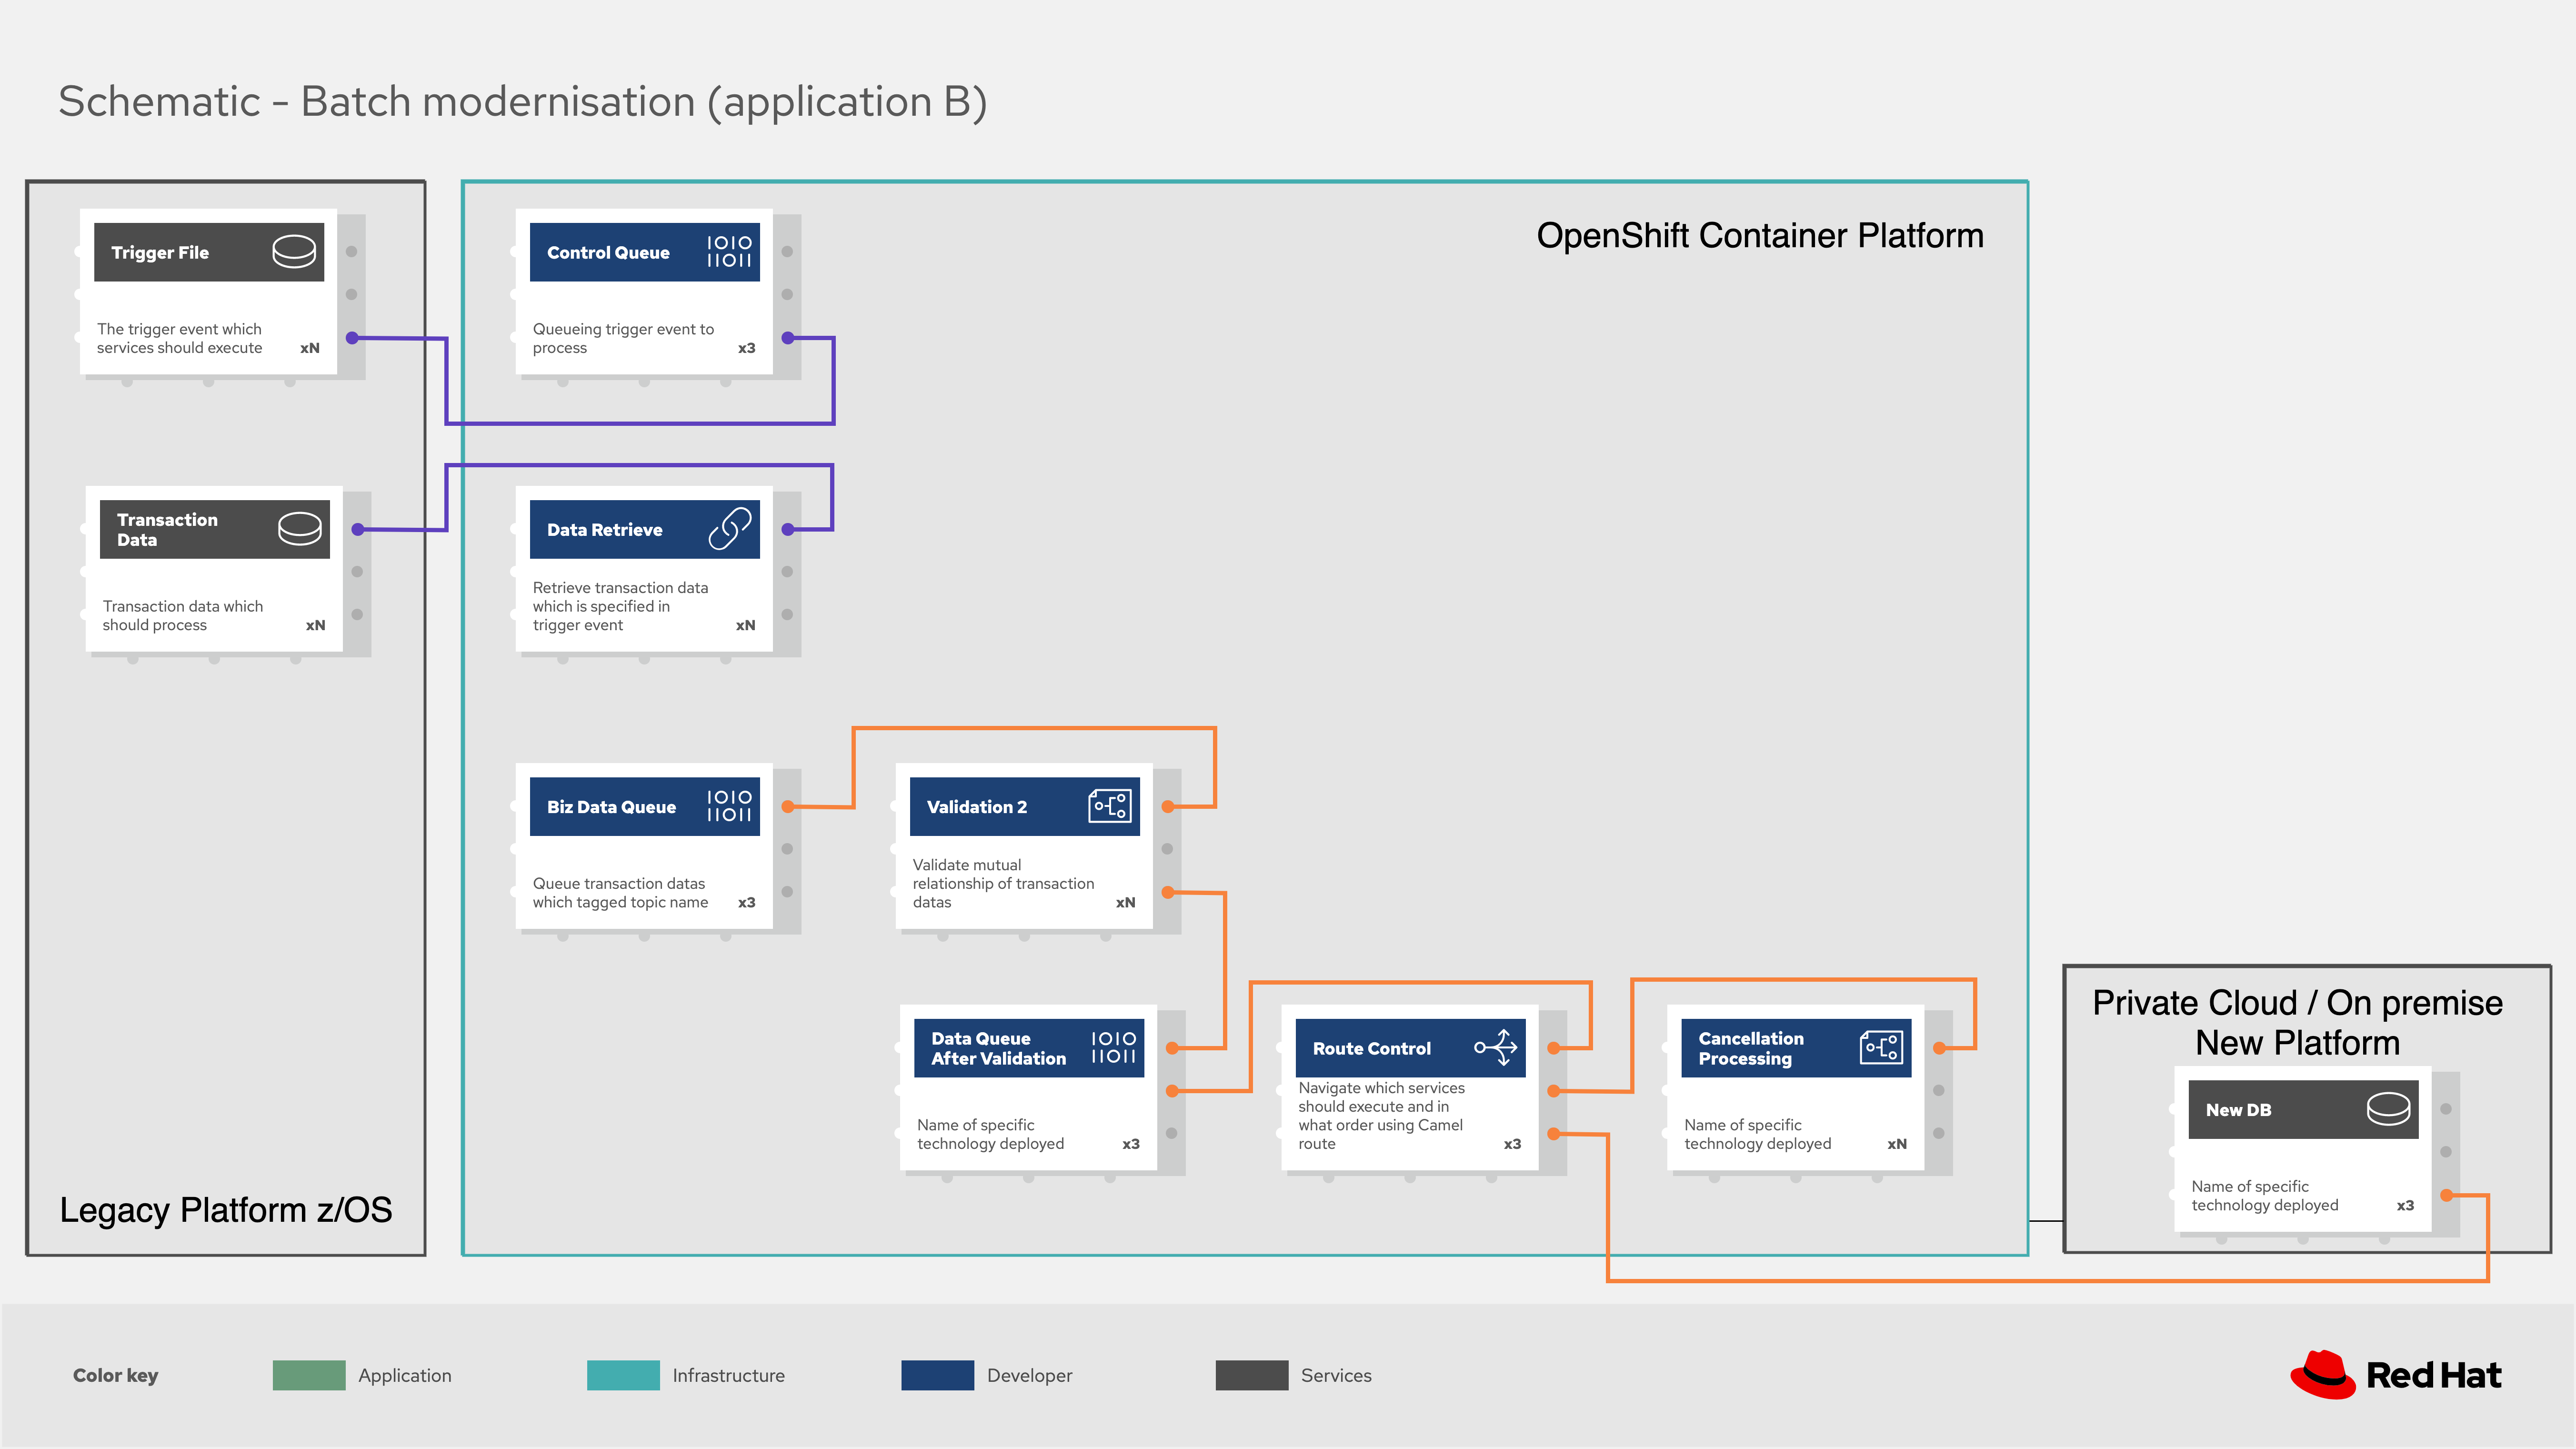 Schematic - Batch modernisation (application B)
Trigger File
The trigger event which
services should execute
xN
Transaction
Data
Transaction data which
should process
xN
Legacy Platform z/OS
OpenShift Container Platform
Control Queue
IOIO
IIOII
Queueing trigger event to
process
x3
Data Retrieve
Retrieve transaction data
which is specified in
trigger event
xN
Biz Data Queue
IOIO
IIOII
Queue transaction datas
which tagged topic name
x3
Validation 2
Validate mutual
relationship of transaction
datas
xN
Data Queue
After Validation
IOIO
IIOII
Name of specific
technology deployed
x3
Route Control
Navigate which services
should execute and in
what order using Camel
route
x3
Cancellation
Processing
Name of specific
technology deployed
xN
Private Cloud / On premise
New Platform
New DB
Name of specific
technology deployed
x3
Color key
Application
Infrastructure
Developer
Services
Red Hat